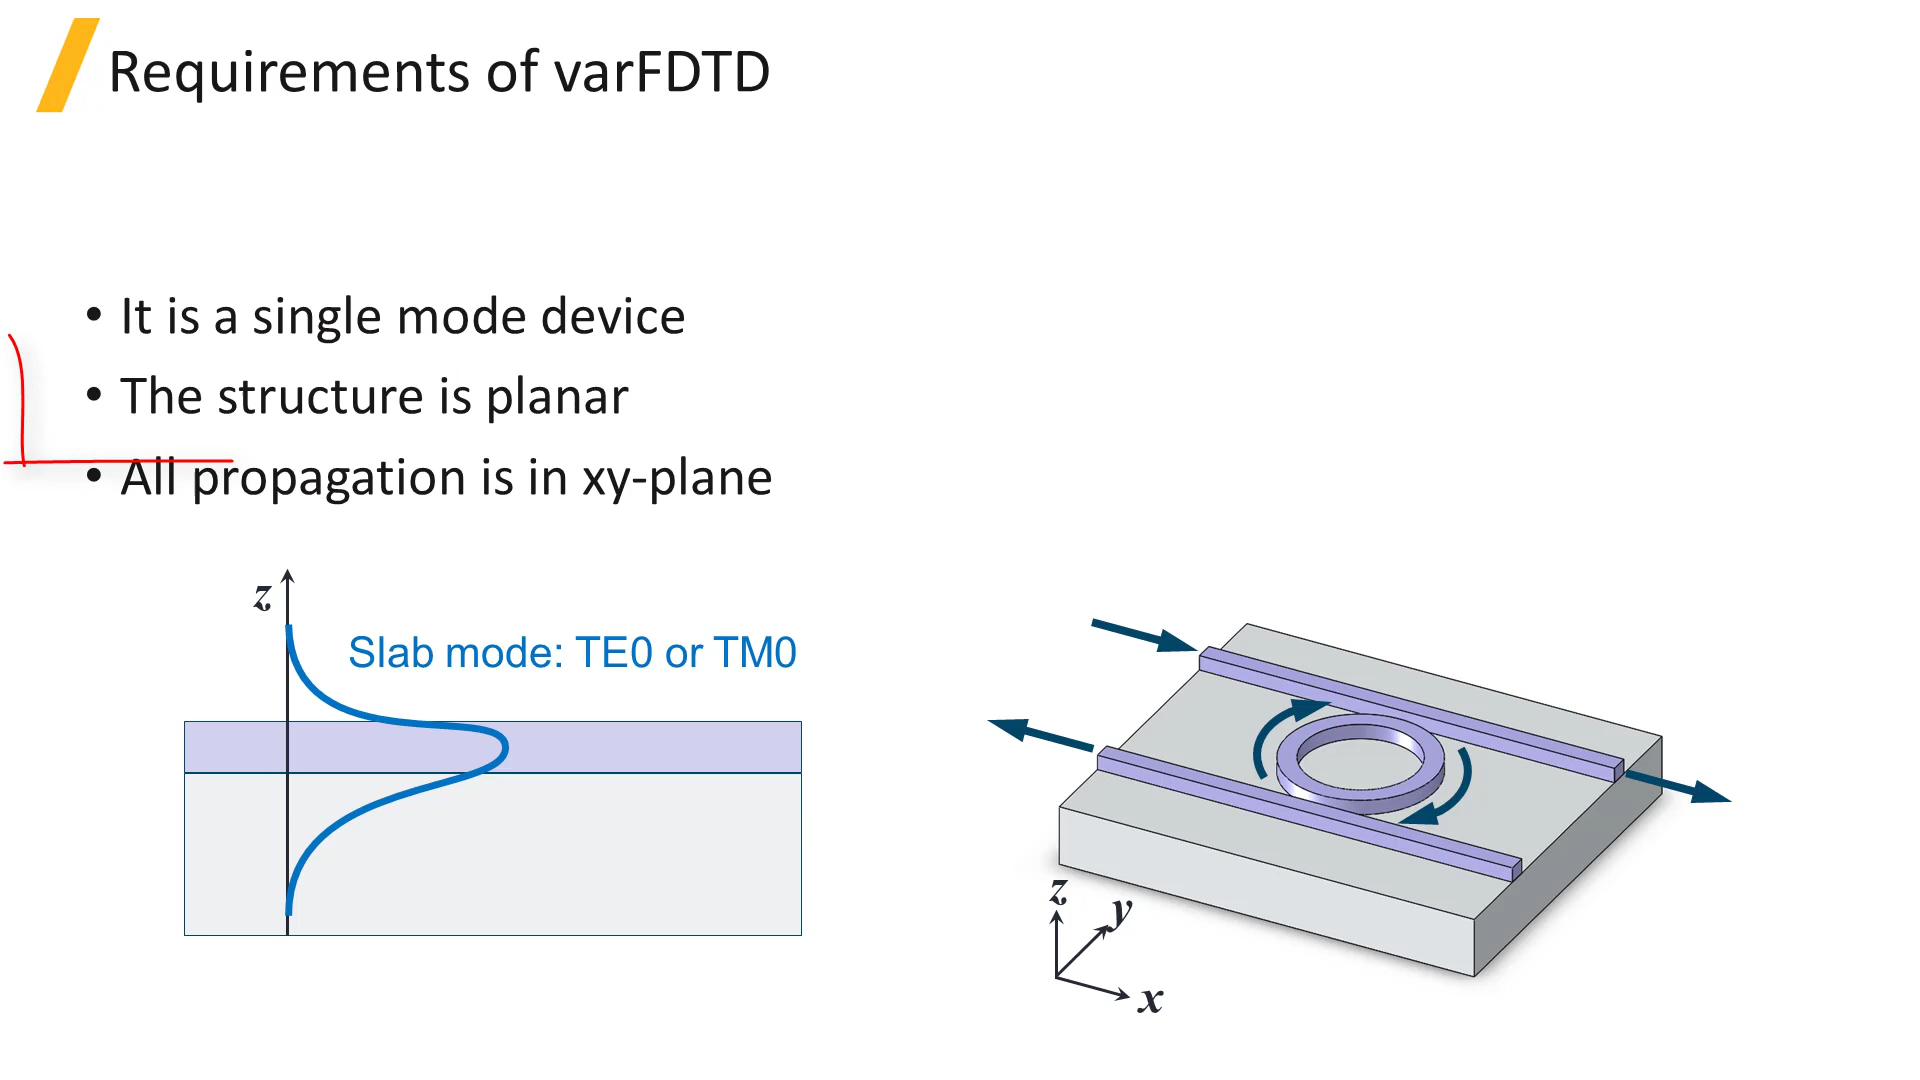 Requirements of varFDTD
• It is a single mode device
• The structure is planar
• All propagation is in xy-plane
z
Slab mode: TE0 or TM0
z
y
x